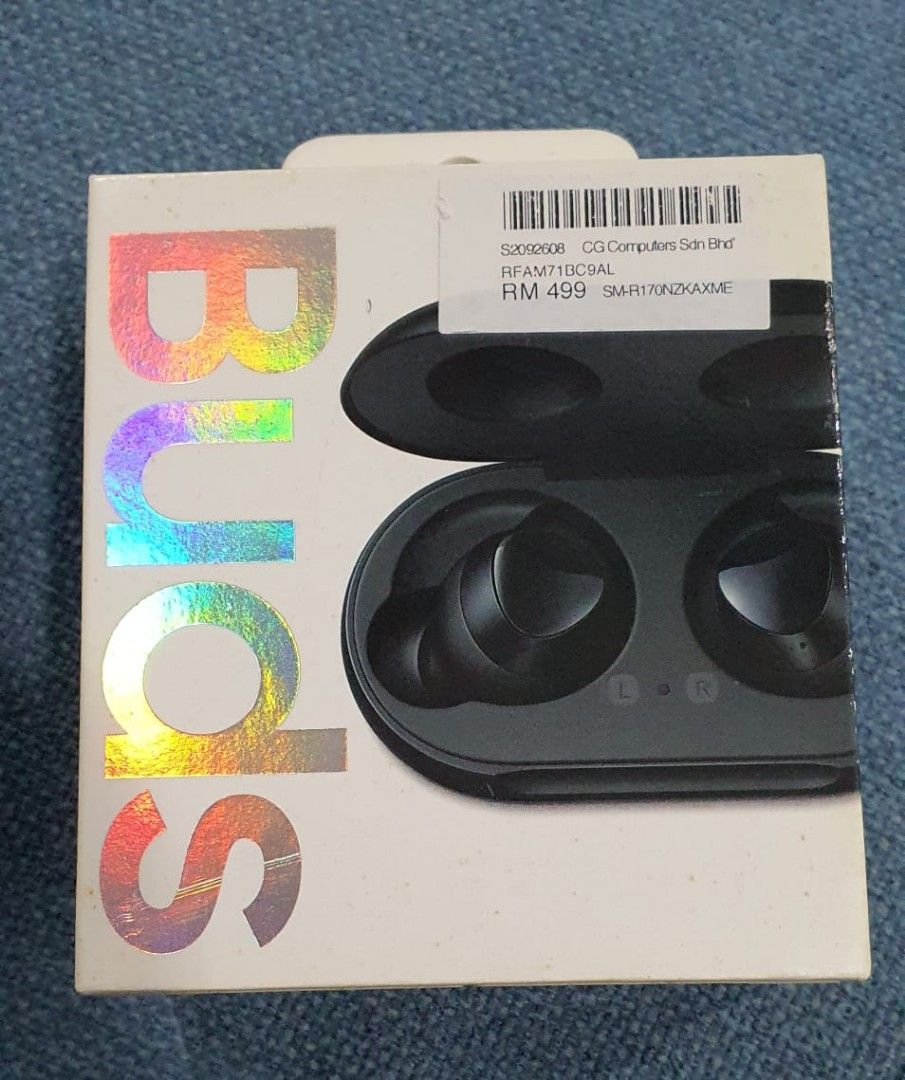 Buds
S2092608 CG Computers Sdn Bhd'
RFAM71BC9AL
RM 499 SM-R170NZKAXME
L R